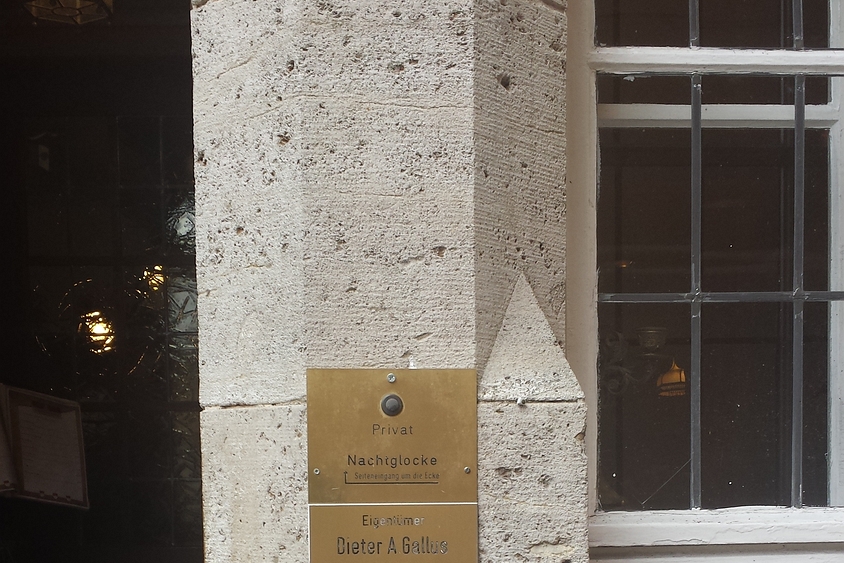 Privat
Nachtglocke
Seiteneingang um die Ecke
Eigentümer
Dieter A Gallus